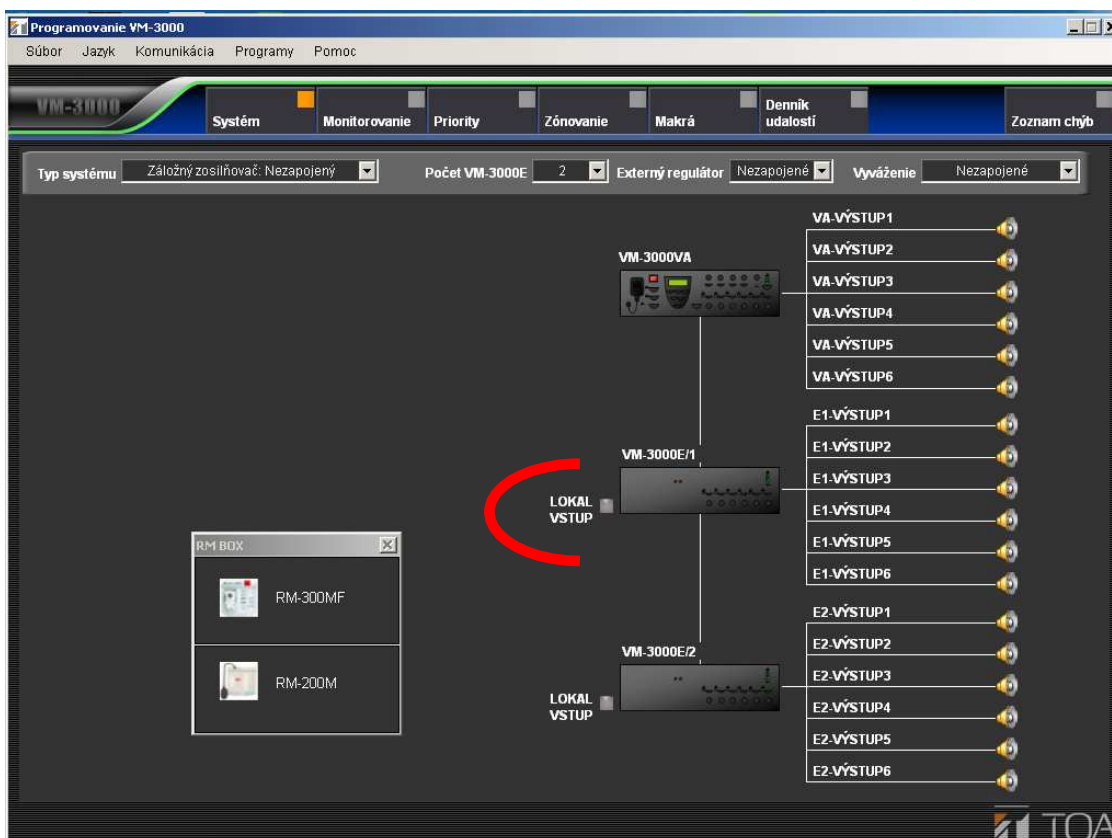 Programovanie VM-3000
Súbor Jazyk Komunikácia Programy Pomoc
VM-3000
Systém Monitorovanie Priority Zónovanie Makrá Denník udalostí Zoznam chýb
Typ systému Záložný zosilňovač: Nezapojený Počet VM-3000E 2 Externý regulátor Nezapojené Vyváženie Nezapojené
VM-3000VA
VA-VÝSTUP1
VA-VÝSTUP2
VA-VÝSTUP3
VA-VÝSTUP4
VA-VÝSTUP5
VA-VÝSTUP6
VM-3000E/1
LOKAL
VSTUP
E1-VÝSTUP1
E1-VÝSTUP2
E1-VÝSTUP3
E1-VÝSTUP4
E1-VÝSTUP5
E1-VÝSTUP6
RM BOX
RM-300MF
RM-200M
VM-3000E/2
LOKAL
VSTUP
E2-VÝSTUP1
E2-VÝSTUP2
E2-VÝSTUP3
E2-VÝSTUP4
E2-VÝSTUP5
E2-VÝSTUP6
TOA